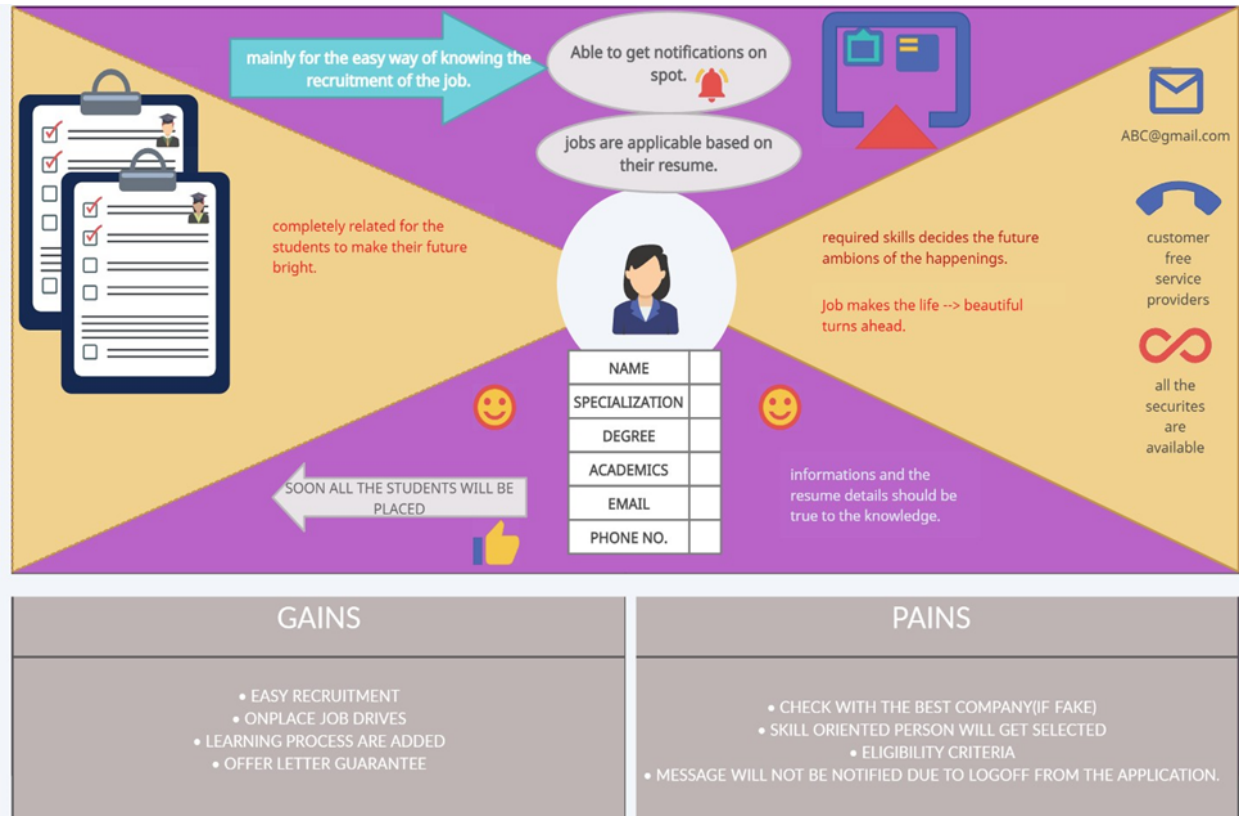 mainly for the easy way of knowing the
recruitment of the job.
Able to get notifications on
spot.
jobs are applicable based on
their resume.
ABC@gmail.com
completely related for the
students to make their future
bright.
required skills decides the future
ambions of the happenings.
Job makes the life --> beautiful
turns ahead.
customer
free
service
providers
all the
securites
are
available
NAME
SPECIALIZATION
DEGREE
ACADEMICS
EMAIL
PHONE NO.
SOON ALL THE STUDENTS WILL BE
PLACED
informations and the
resume details should be
true to the knowledge.
GAINS
• EASY RECRUITMENT
• ONPLACE JOB DRIVES
• LEARNING PROCESS ARE ADDED
• OFFER LETTER GUARANTEE
PAINS
• CHECK WITH THE BEST COMPANY(IF FAKE)
• SKILL ORIENTED PERSON WILL GET SELECTED
• ELIGIBILITY CRITERIA
• MESSAGE WILL NOT BE NOTIFIED DUE TO LOGOFF FROM THE APPLICATION.